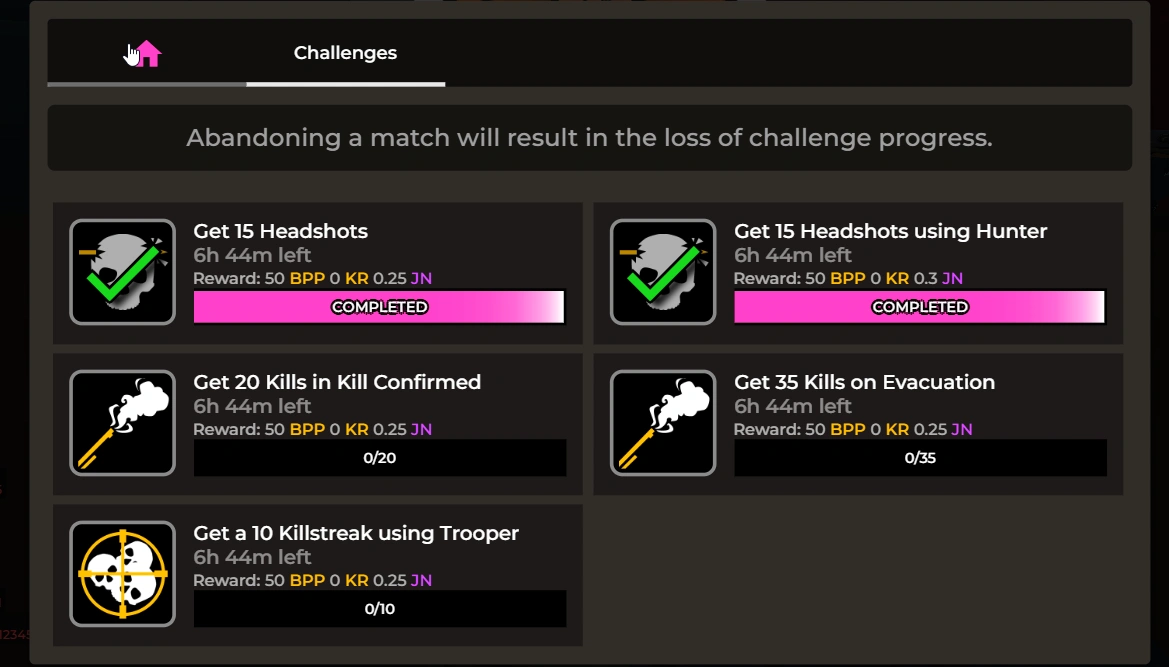 Challenges
Abandoning a match will result in the loss of challenge progress.
Get 15 Headshots
6h 44m left
Reward: 50 BPP 0 KR 0.25 JN
COMPLETED
Get 15 Headshots using Hunter
6h 44m left
Reward: 50 BPP 0 KR 0.3 JN
COMPLETED
Get 20 Kills in Kill Confirmed
6h 44m left
Reward: 50 BPP 0 KR 0.25 JN
0/20
Get 35 Kills on Evacuation
6h 44m left
Reward: 50 BPP 0 KR 0.25 JN
0/35
Get a 10 Killstreak using Trooper
6h 44m left
Reward: 50 BPP 0 KR 0.25 JN
0/10
12345